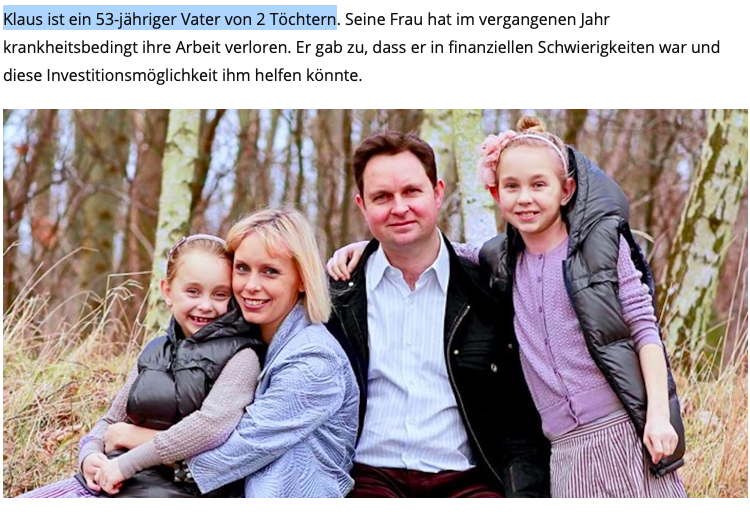 Klaus ist ein 53-jähriger Vater von 2 Töchtern. Seine Frau hat im vergangenen Jahr
krankheitsbedingt ihre Arbeit verloren. Er gab zu, dass er in finanziellen Schwierigkeiten war und
diese Investitionsmöglichkeit ihm helfen könnte.